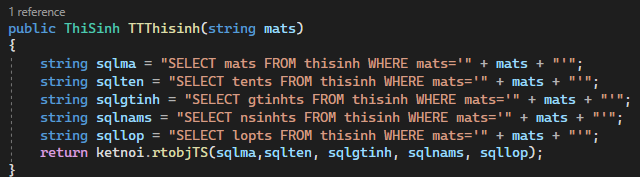 1 reference
public ThiSinh TTThisinh(string mats)
{
string sqlma = "SELECT mats FROM thisinh WHERE mats='" + mats + "'";
string sqlten = "SELECT tents FROM thisinh WHERE mats='" + mats + "'";
string sqlgtinh = "SELECT gtinhts FROM thisinh WHERE mats='" + mats + "'";
string sqlnams = "SELECT nsinhts FROM thisinh WHERE mats='" + mats + "'";
string sqllop = "SELECT lopts FROM thisinh WHERE mats='" + mats + "'";
return ketnoi.rtobjTS(sqlma,sqlten, sqlgtinh, sqlnams, sqllop);
}